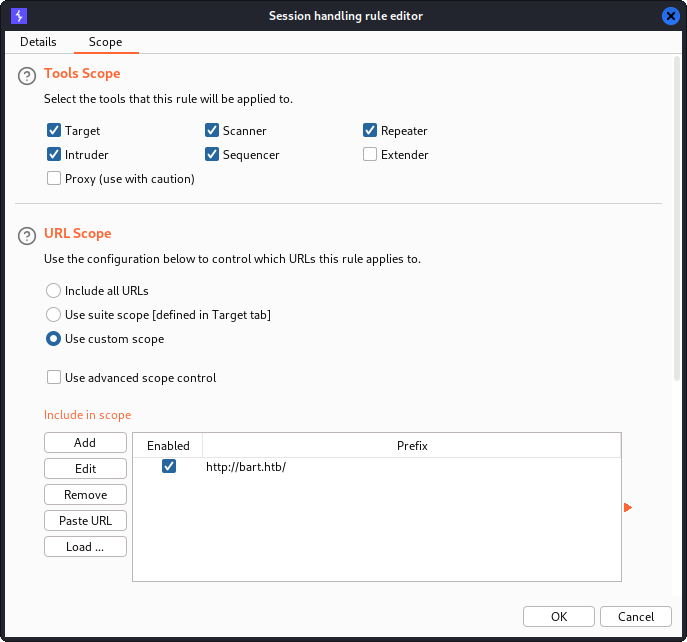 Session handling rule editor
Details Scope
Tools Scope
Select the tools that this rule will be applied to.
Target Scanner Repeater
Intruder Sequencer Extender
Proxy (use with caution)
URL Scope
Use the configuration below to control which URLs this rule applies to.
Include all URLs
Use suite scope [defined in Target tab]
Use custom scope
Use advanced scope control
Include in scope
Add Enabled Prefix
Edit http://bart.htb/
Remove
Paste URL
Load ...
OK Cancel